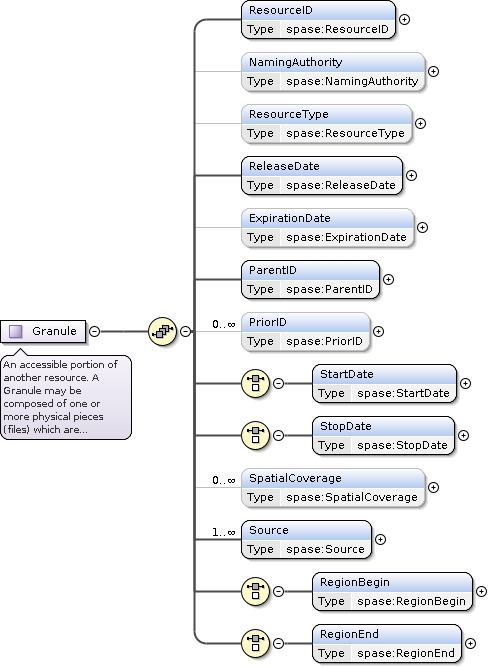 ResourceID
Type spase:ResourceID
NamingAuthority
Type spase:NamingAuthority
ResourceType
Type spase:ResourceType
ReleaseDate
Type spase:ReleaseDate
ExpirationDate
Type spase:ExpirationDate
ParentID
Type spase:ParentID
0..∞
PriorID
Type spase:PriorID
Granule
An accessible portion of
another resource. A
Granule may be
composed of one or
more physical pieces
(files) which are...
StartDate
Type spase:StartDate
StopDate
Type spase:StopDate
0..∞
SpatialCoverage
Type spase:SpatialCoverage
1..∞
Source
Type spase:Source
RegionBegin
Type spase:RegionBegin
RegionEnd
Type spase:RegionEnd